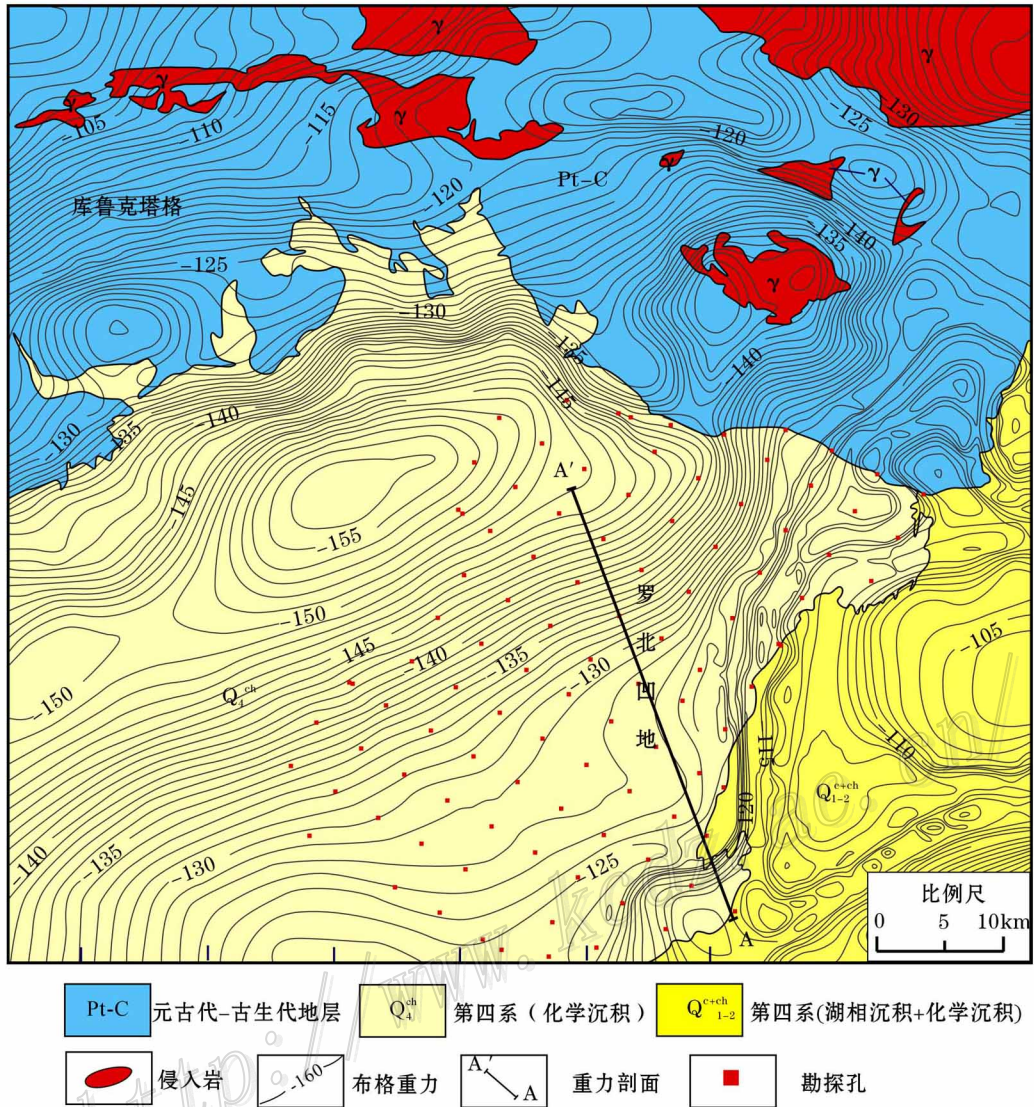 γ
γ
γ
γ
γ
-105
-110
-115
-120
-125
-130
γ
γ
Pt-C
-120
库鲁克塔格
-125
-130
-135
-140
γ
-125
-145
-140
-140
-130
-135
-145
A′
-155
-150
罗北凹地
145
-140
-135
-130
Q₄ᶜʰ
-150
-105
110
115
120
Q₁₋₂ᶜ⁺ᶜʰ
-140
-135
-130
-125
A
比例尺
0 5 10km
Pt-C 元古代-古生代地层
Q₄ᶜʰ 第四系（化学沉积）
Q₁₋₂ᶜ⁺ᶜʰ 第四系(湖相沉积+化学沉积)
侵入岩
-160 布格重力
A′ A 重力剖面
勘探孔